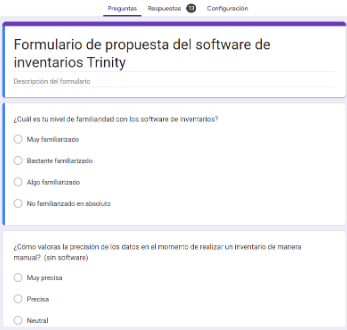 Preguntas Respuestas 13 Configuración
Formulario de propuesta del software de
inventarios Trinity
Descripción del formulario
¿Cuál es tu nivel de familiaridad con los software de inventarios?
Muy familiarizado
Bastante familiarizado
Algo familiarizado
No familiarizado en absoluto
¿Cómo valoras la precisión de los datos en el momento de realizar un inventario de manera
manual? (sin software)
Muy precisa
Precisa
Neutral